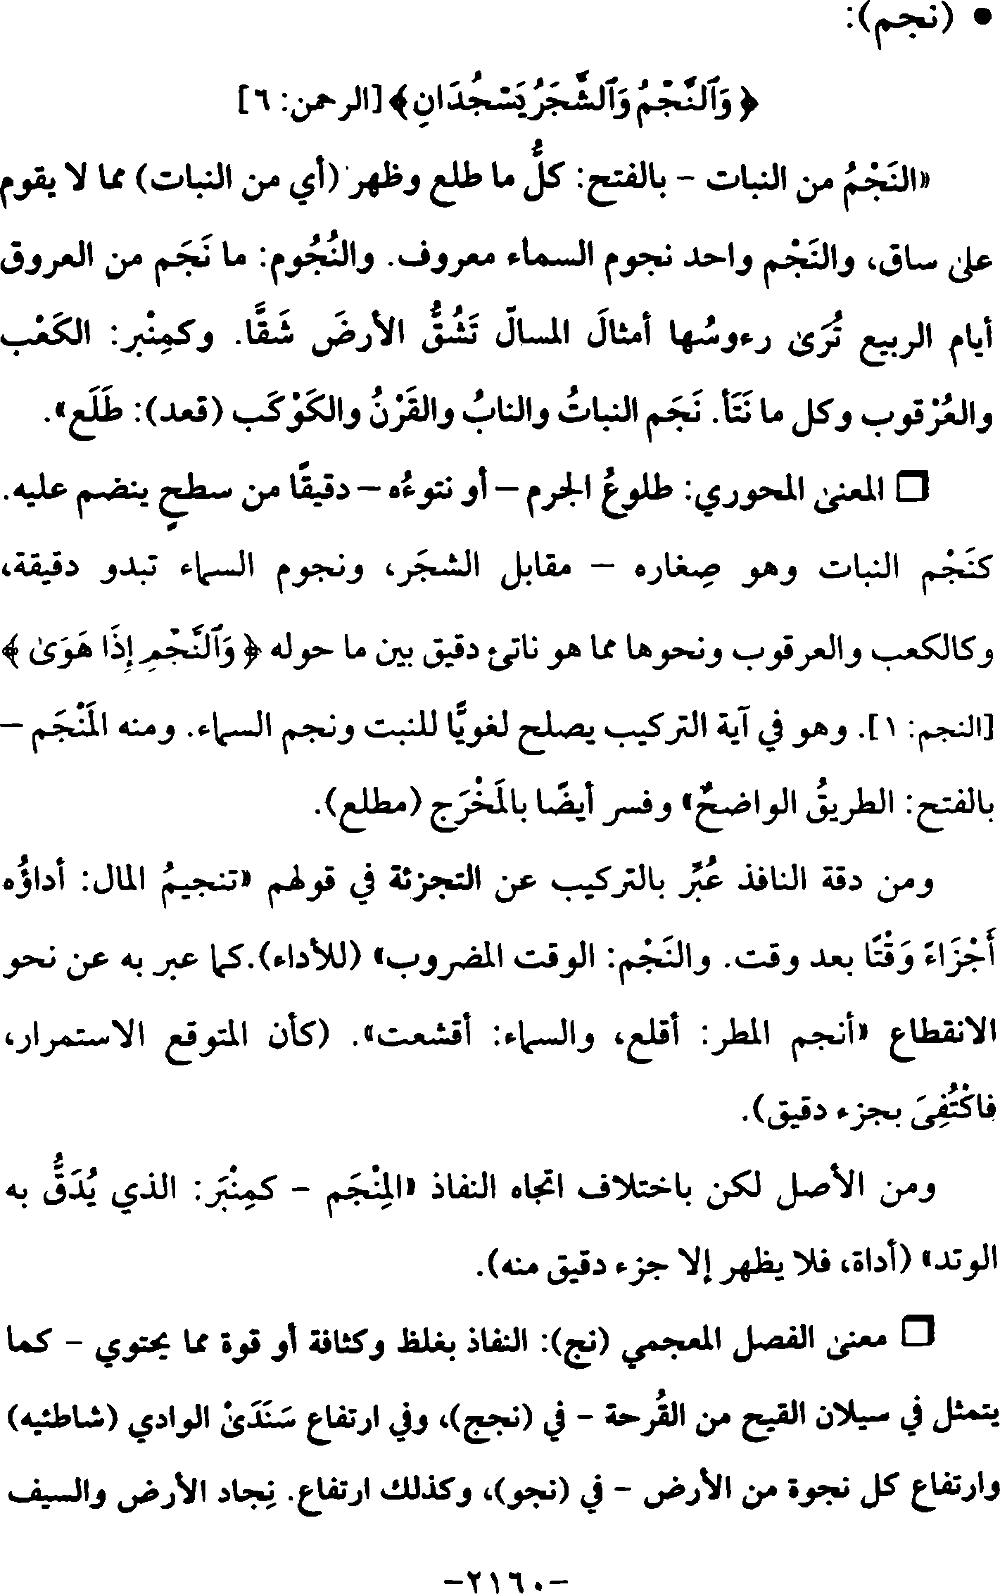 • (نجم):
﴿ وَٱلنَّجْمُ وَٱلشَّجَرُ يَسْجُدَانِ ﴾ [الرحمن: ٦]
«النَجْمُ من النبات – بالفتح: كلُّ ما طلع وظهر (أي من النبات) مما لا يقوم
على ساق، والنَجْم واحد نجوم السماء معروف. والنُجُوم: ما نَجَم من العروق
أيام الربيع تُرَىٰ رءوسُها أمثالَ المسالّ تَشُقُّ الأرضَ شَقًّا. وكمِنْبر: الكَعْب
والعُرْقوب وكل ما نَتَأ. نَجَم النباتُ والنابُ والقَرْنُ والكَوْكَب (قعد): طَلَع».
❑ المعنىٰ المحوري: طلوعُ الجرم – أو نتوءُه – دقيقًا من سطحٍ ينضم عليه.
كنَجْم النبات وهو صِغاره – مقابل الشجَر، ونجوم السماء تبدو دقيقة،
وكالكعب والعرقوب ونحوها مما هو ناتئ دقيق بين ما حوله ﴿ وَٱلنَّجْمِ إِذَا هَوَىٰ ﴾
[النجم: ١]. وهو في آية التركيب يصلح لغويًّا للنبت ونجم السماء. ومنه المَنْجَم –
بالفتح: الطريقُ الواضحٌ» وفسر أيضًا بالمَخْرَج (مطلع).
ومن دقة النافذ عُبِّر بالتركيب عن التجزئة في قولهم «تنجيمُ المال: أداؤُه
أَجْزَاءً وَقْتًا بعد وقت. والنَجْم: الوقت المضروب» (للأداء).كما عبر به عن نحو
الانقطاع «أنجم المطر: أقلع، والسماء: أقشعت». (كأن المتوقع الاستمرار،
فاكْتُفِىَ بجزء دقيق).
ومن الأصل لكن باختلاف اتجاه النفاذ «المِنْجَم – كمِنْبَر: الذي يُدَقُّ به
الوتد» (أداة، فلا يظهر إلا جزء دقيق منه).
❑ معنىٰ الفصل المعجمي (نج): النفاذ بغلظ وكثافة أو قوة مما يحتوي – كما
يتمثل في سيلان القيح من القُرحة – في (نجج)، وفي ارتفاع سَنَدَىْ الوادي (شاطئيه)
وارتفاع كل نجوة من الأرض – في (نجو)، وكذلك ارتفاع. نِجاد الأرض والسيف
–٢١٦٠–